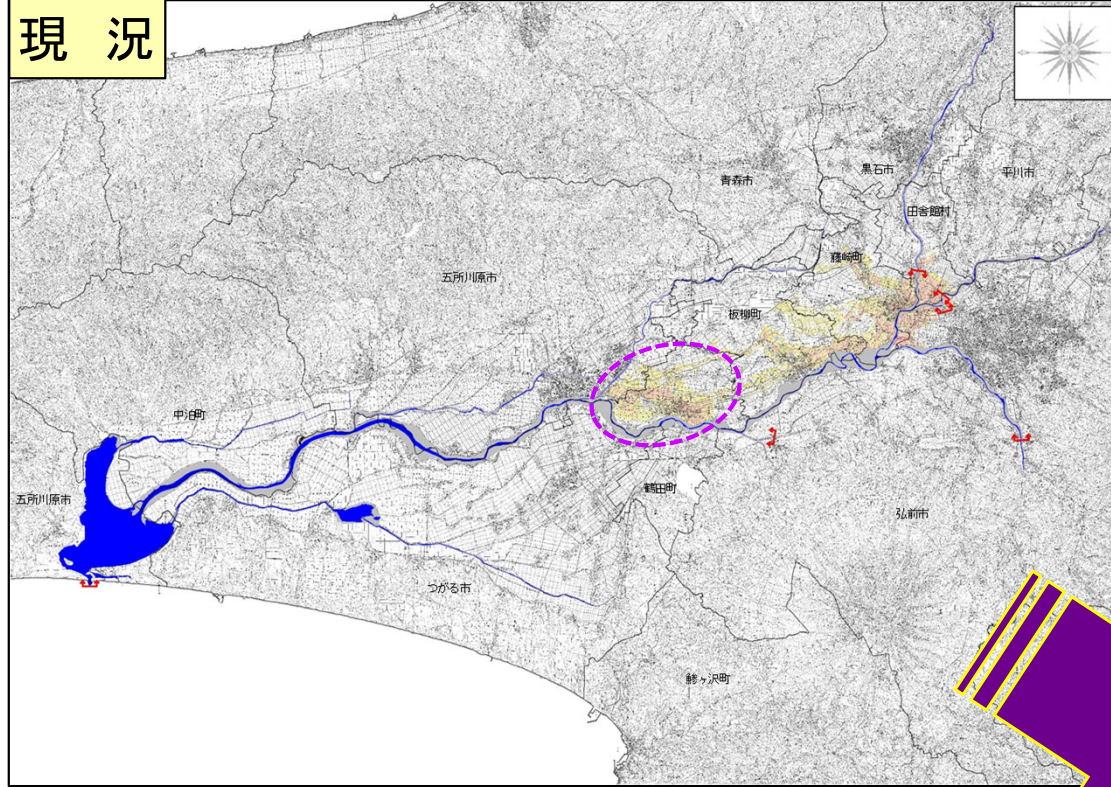 現 況
青森市
黒石市
平川市
田舎館村
藤崎町
五所川原市
板柳町
中泊町
鶴田町
五所川原市
弘前市
つがる市
鰺ヶ沢町